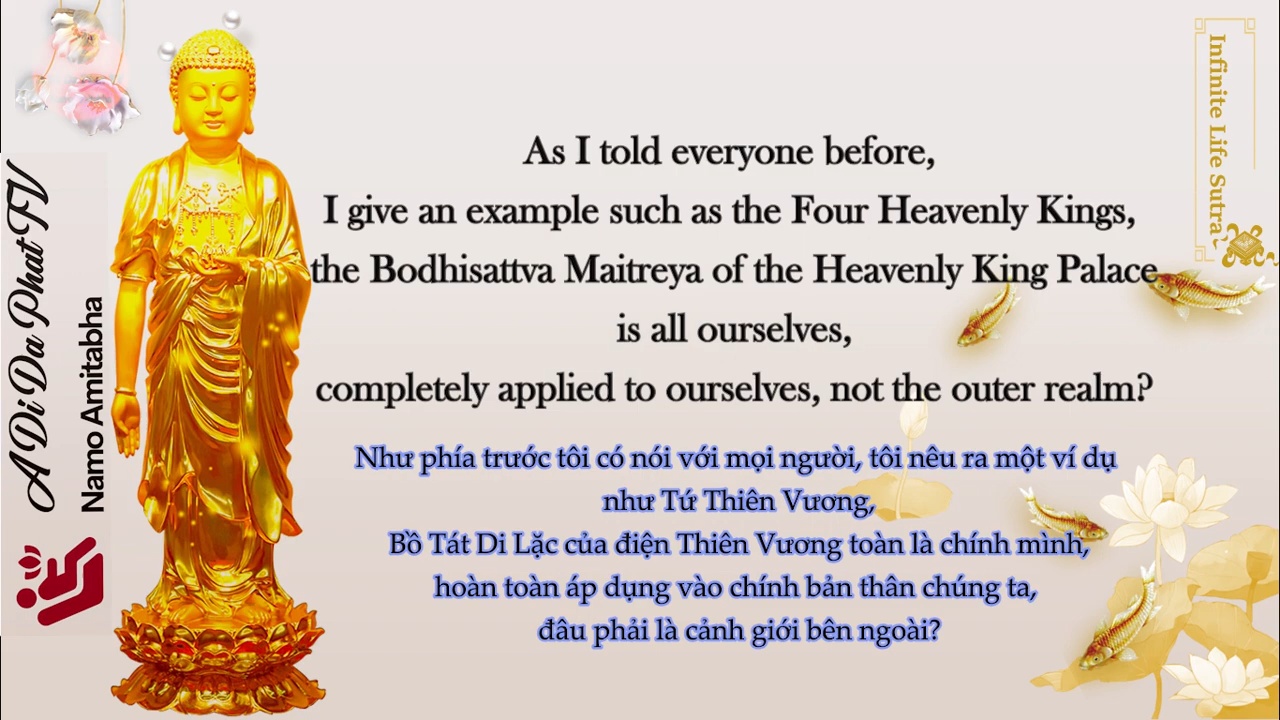 A Di Da Phat TV
Namo Amitabha
Infinite Life Sutra
As I told everyone before,
I give an example such as the Four Heavenly Kings,
the Bodhisattva Maitreya of the Heavenly King Palace
is all ourselves,
completely applied to ourselves, not the outer realm?
Như phía trước tôi có nói với mọi người, tôi nêu ra một ví dụ
như Tứ Thiên Vương,
Bồ Tát Di Lặc của điện Thiên Vương toàn là chính mình,
hoàn toàn áp dụng vào chính bản thân chúng ta,
đâu phải là cảnh giới bên ngoài?